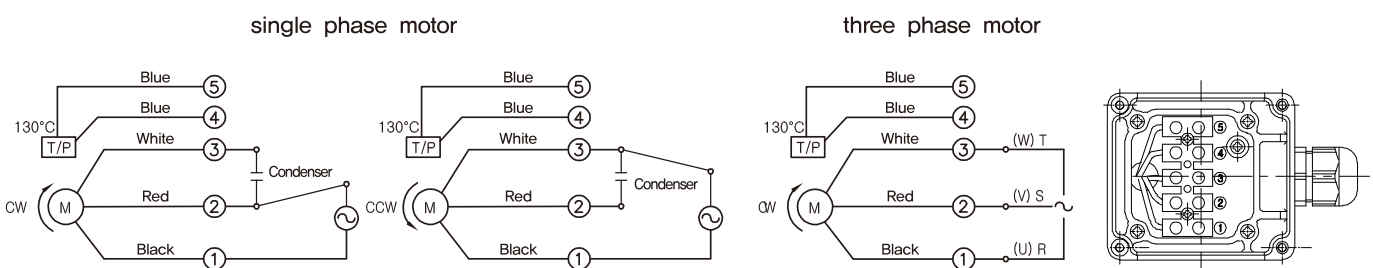 single phase motor
Blue
5
Blue
4
130°C
T/P
White
3
Condenser
CW
M
Red
2
Black
1
Blue
5
Blue
4
130°C
T/P
White
3
Condenser
CCW
M
Red
2
Black
1
three phase motor
Blue
5
Blue
4
130°C
T/P
White
3
(W) T
CW
M
Red
2
(V) S
Black
1
(U) R
5
4
3
2
1